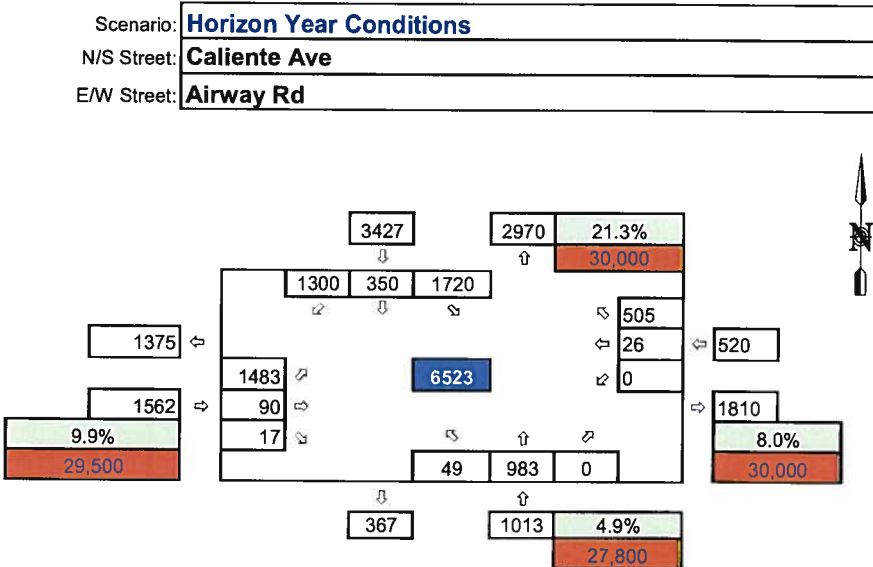 Scenario: Horizon Year Conditions
N/S Street: Caliente Ave
E/W Street: Airway Rd
N
3427 2970 21.3%
30,000
1300 350 1720
505
1375 26 520
1483 6523 0
1562 90 1810
9.9% 17 8.0%
29,500 49 983 0 30,000
367 1013 4.9%
27,800